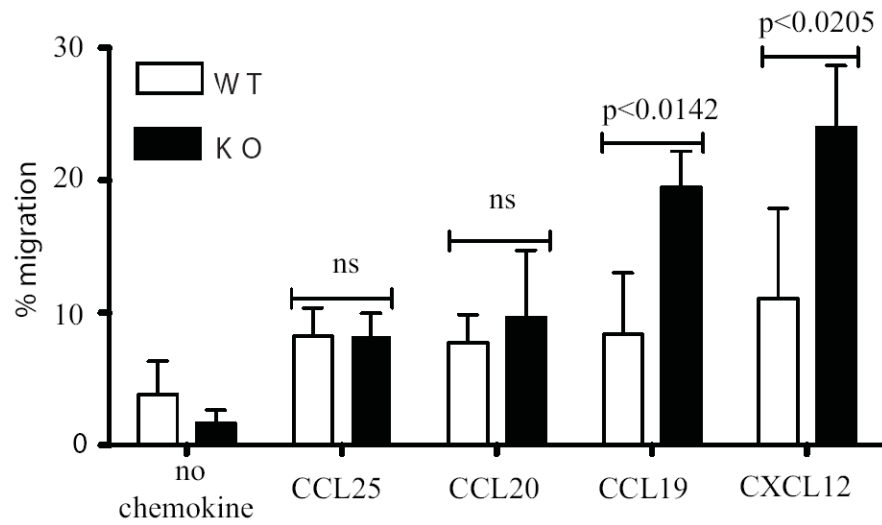 p<0.0205
30
WT
KO
p<0.0142
20
ns
ns
% migration
10
0
no
chemokine
CCL25
CCL20
CCL19
CXCL12